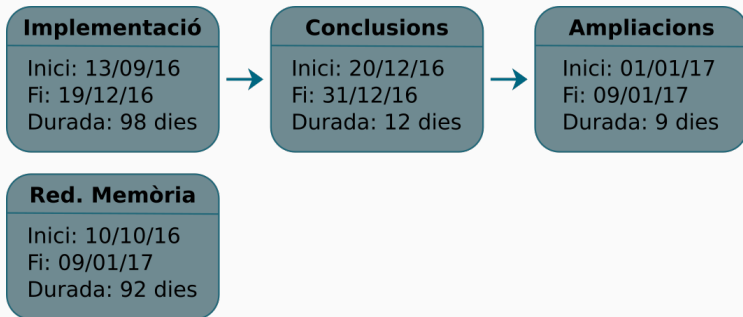 Implementació
Inici: 13/09/16
Fi: 19/12/16
Durada: 98 dies
Conclusions
Inici: 20/12/16
Fi: 31/12/16
Durada: 12 dies
Ampliacions
Inici: 01/01/17
Fi: 09/01/17
Durada: 9 dies
Red. Memòria
Inici: 10/10/16
Fi: 09/01/17
Durada: 92 dies